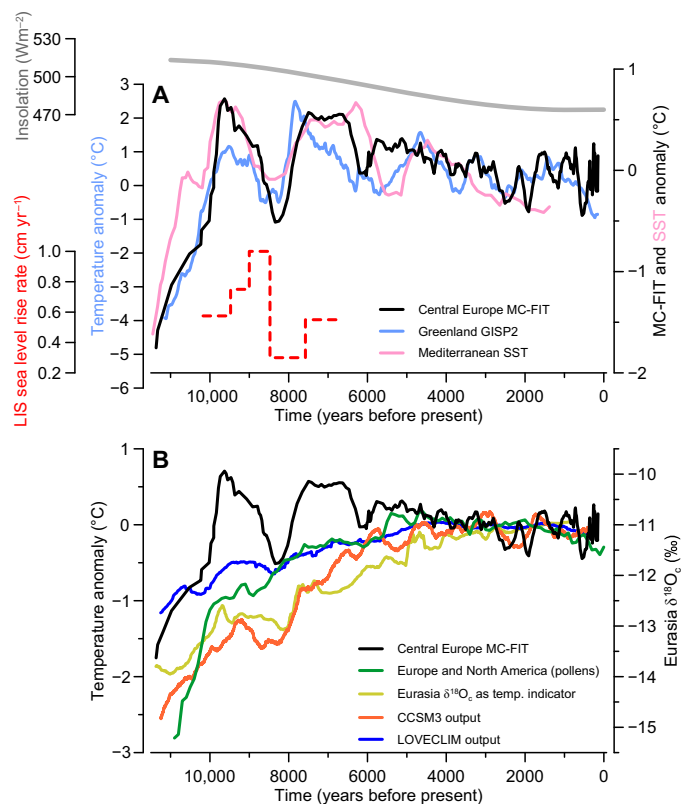 530
500
470
Insolation (Wm−2)
A
3
2
1
0
−1
−2
−3
−4
−5
−6
Temperature anomaly (°C)
1.0
0.8
0.6
0.4
0.2
LIS sea level rise rate (cm yr−1)
1
0
−1
−2
MC-FIT and SST anomaly (°C)
Central Europe MC-FIT
Greenland GISP2
Mediterranean SST
10,000 8000 6000 4000 2000 0
Time (years before present)
B
1
0
−1
−2
−3
Temperature anomaly (°C)
−10
−11
−12
−13
−14
−15
Eurasia δ18Oc (‰)
Central Europe MC-FIT
Europe and North America (pollens)
Eurasia δ18Oc as temp. indicator
CCSM3 output
LOVECLIM output
10,000 8000 6000 4000 2000 0
Time (years before present)